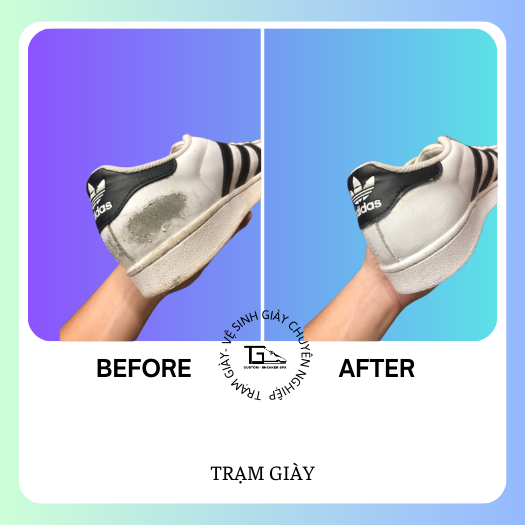 adidas
adidas
BEFORE
AFTER
TRẠM GIÀY - VỆ SINH GIÀY CHUYÊN NGHIỆP
TG
CUSTOM - SNEAKER SPA
TRẠM GIÀY